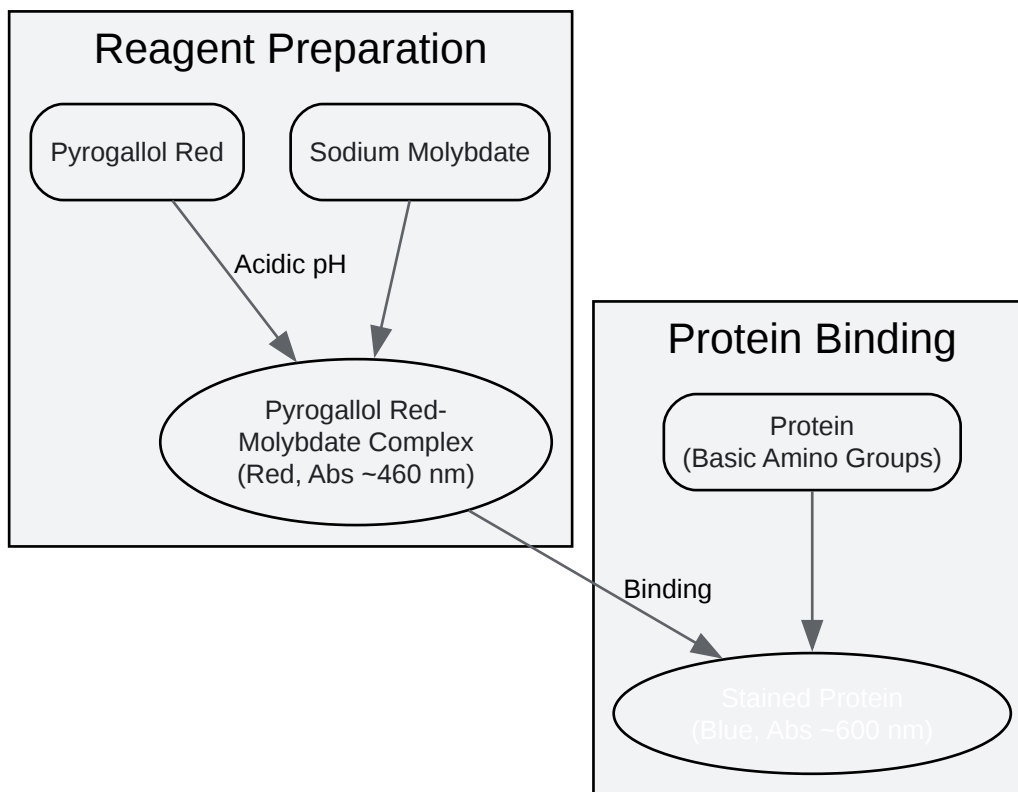 Reagent Preparation
Pyrogallol Red
Sodium Molybdate
Acidic pH
Pyrogallol Red-
Molybdate Complex
(Red, Abs ~460 nm)
Protein Binding
Protein
(Basic Amino Groups)
Binding
Stained Protein
(Blue, Abs ~600 nm)